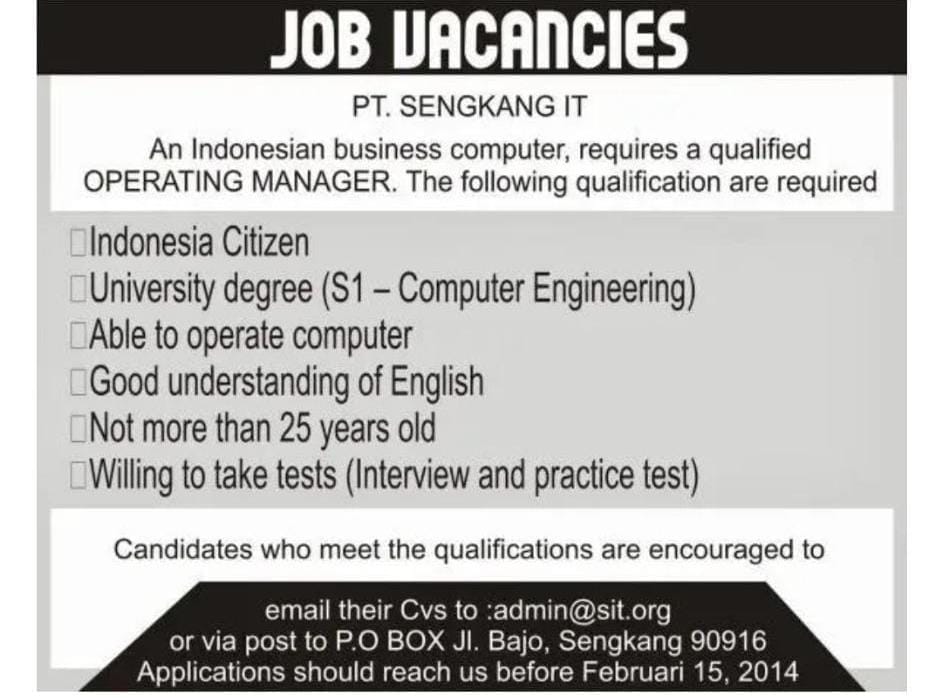 JOB VACANCIES
PT. SENGKANG IT
An Indonesian business computer, requires a qualified
OPERATING MANAGER. The following qualification are required
Indonesia Citizen
University degree (S1 – Computer Engineering)
Able to operate computer
Good understanding of English
Not more than 25 years old
Willing to take tests (Interview and practice test)
Candidates who meet the qualifications are encouraged to
email their Cvs to :admin@sit.org
or via post to P.O BOX Jl. Bajo, Sengkang 90916
Applications should reach us before Februari 15, 2014